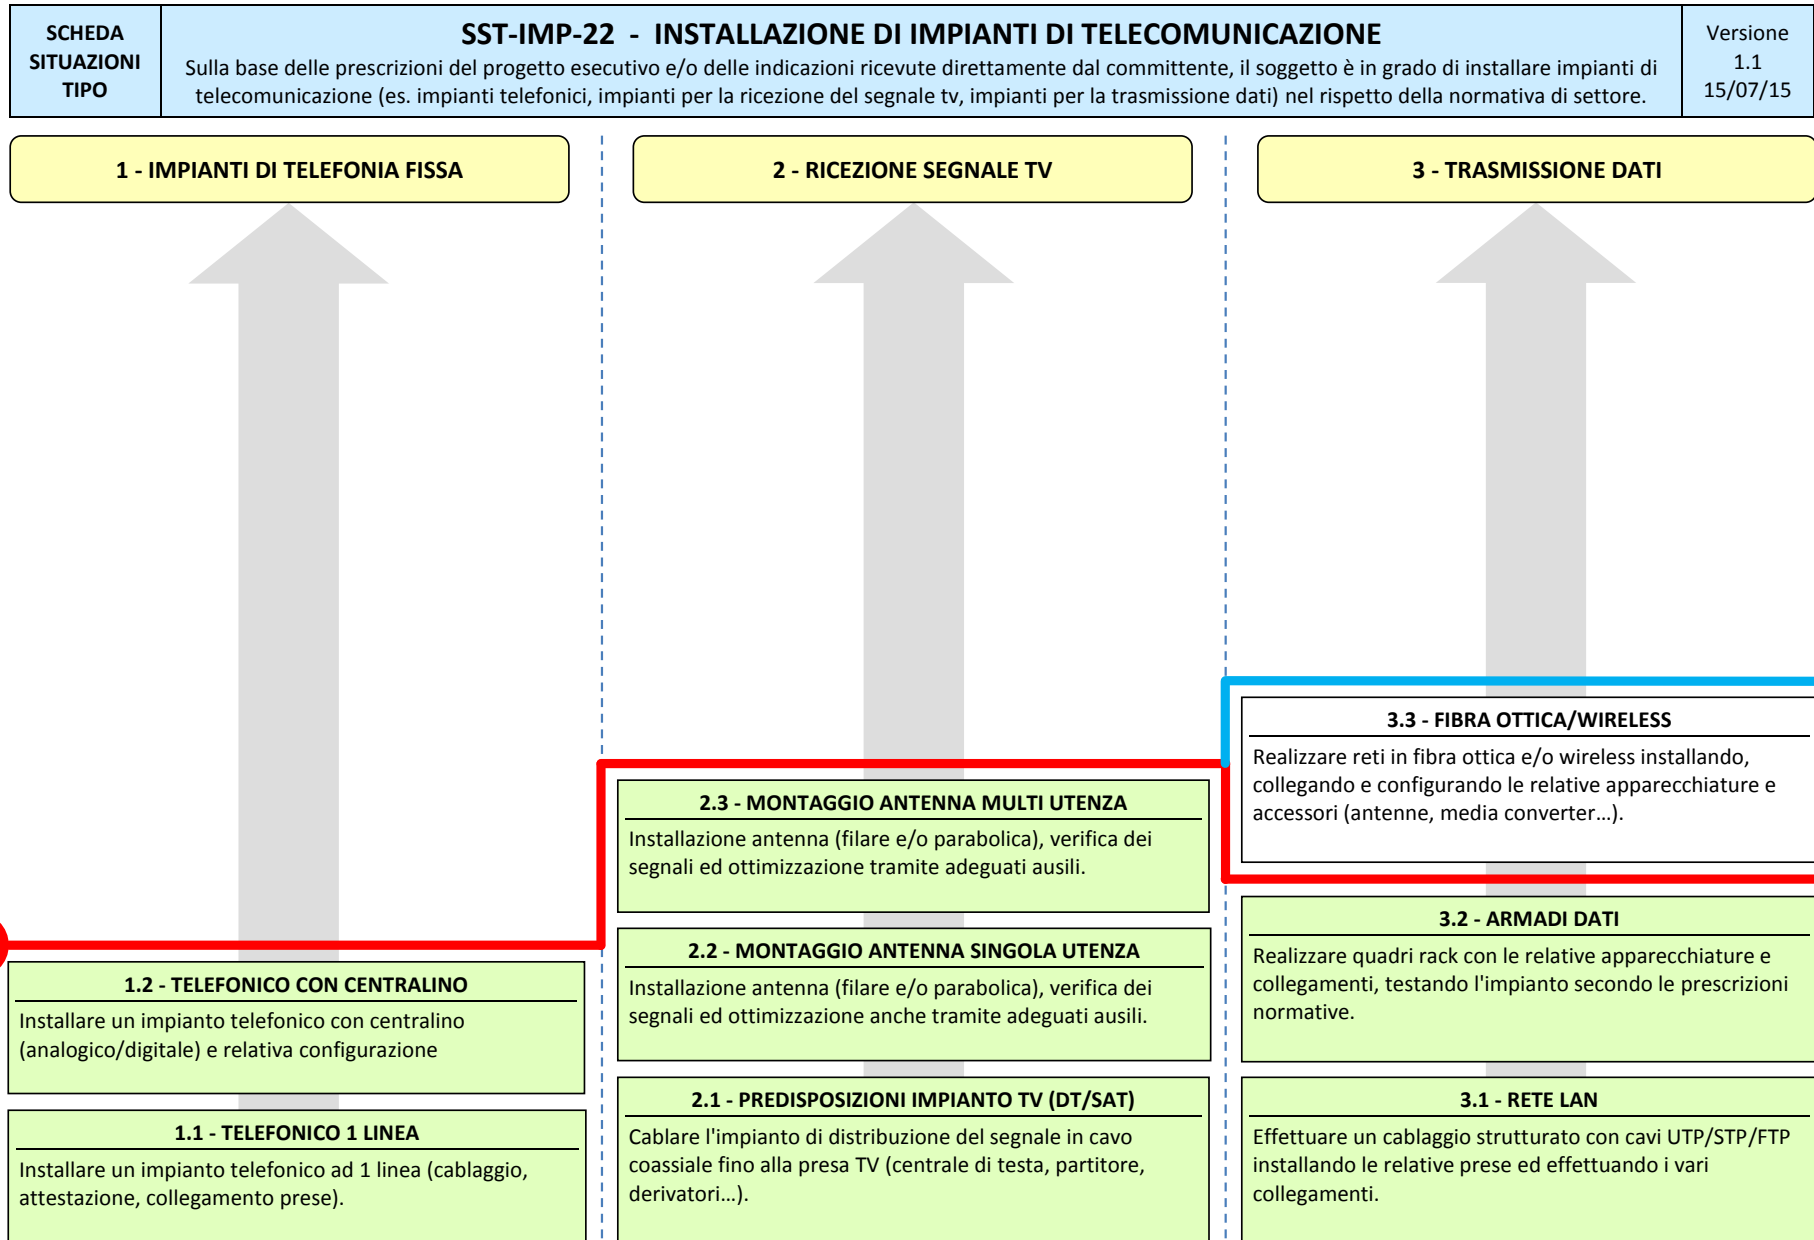 SCHEDA
SITUAZIONI
TIPO
SST-IMP-22 - INSTALLAZIONE DI IMPIANTI DI TELECOMUNICAZIONE
Sulla base delle prescrizioni del progetto esecutivo e/o delle indicazioni ricevute direttamente dal committente, il soggetto è in grado di installare impianti di
telecomunicazione (es. impianti telefonici, impianti per la ricezione del segnale tv, impianti per la trasmissione dati) nel rispetto della normativa di settore.
Versione
1.1
15/07/15
1 - IMPIANTI DI TELEFONIA FISSA
2 - RICEZIONE SEGNALE TV
3 - TRASMISSIONE DATI
1.2 - TELEFONICO CON CENTRALINO
Installare un impianto telefonico con centralino
(analogico/digitale) e relativa configurazione
1.1 - TELEFONICO 1 LINEA
Installare un impianto telefonico ad 1 linea (cablaggio,
attestazione, collegamento prese).
2.3 - MONTAGGIO ANTENNA MULTI UTENZA
Installazione antenna (filare e/o parabolica), verifica dei
segnali ed ottimizzazione tramite adeguati ausili.
2.2 - MONTAGGIO ANTENNA SINGOLA UTENZA
Installazione antenna (filare e/o parabolica), verifica dei
segnali ed ottimizzazione anche tramite adeguati ausili.
2.1 - PREDISPOSIZIONI IMPIANTO TV (DT/SAT)
Cablare l'impianto di distribuzione del segnale in cavo
coassiale fino alla presa TV (centrale di testa, partitore,
derivatori…).
3.3 - FIBRA OTTICA/WIRELESS
Realizzare reti in fibra ottica e/o wireless installando,
collegando e configurando le relative apparecchiature e
accessori (antenne, media converter…).
3.2 - ARMADI DATI
Realizzare quadri rack con le relative apparecchiature e
collegamenti, testando l'impianto secondo le prescrizioni
normative.
3.1 - RETE LAN
Effettuare un cablaggio strutturato con cavi UTP/STP/FTP
installando le relative prese ed effettuando i vari
collegamenti.